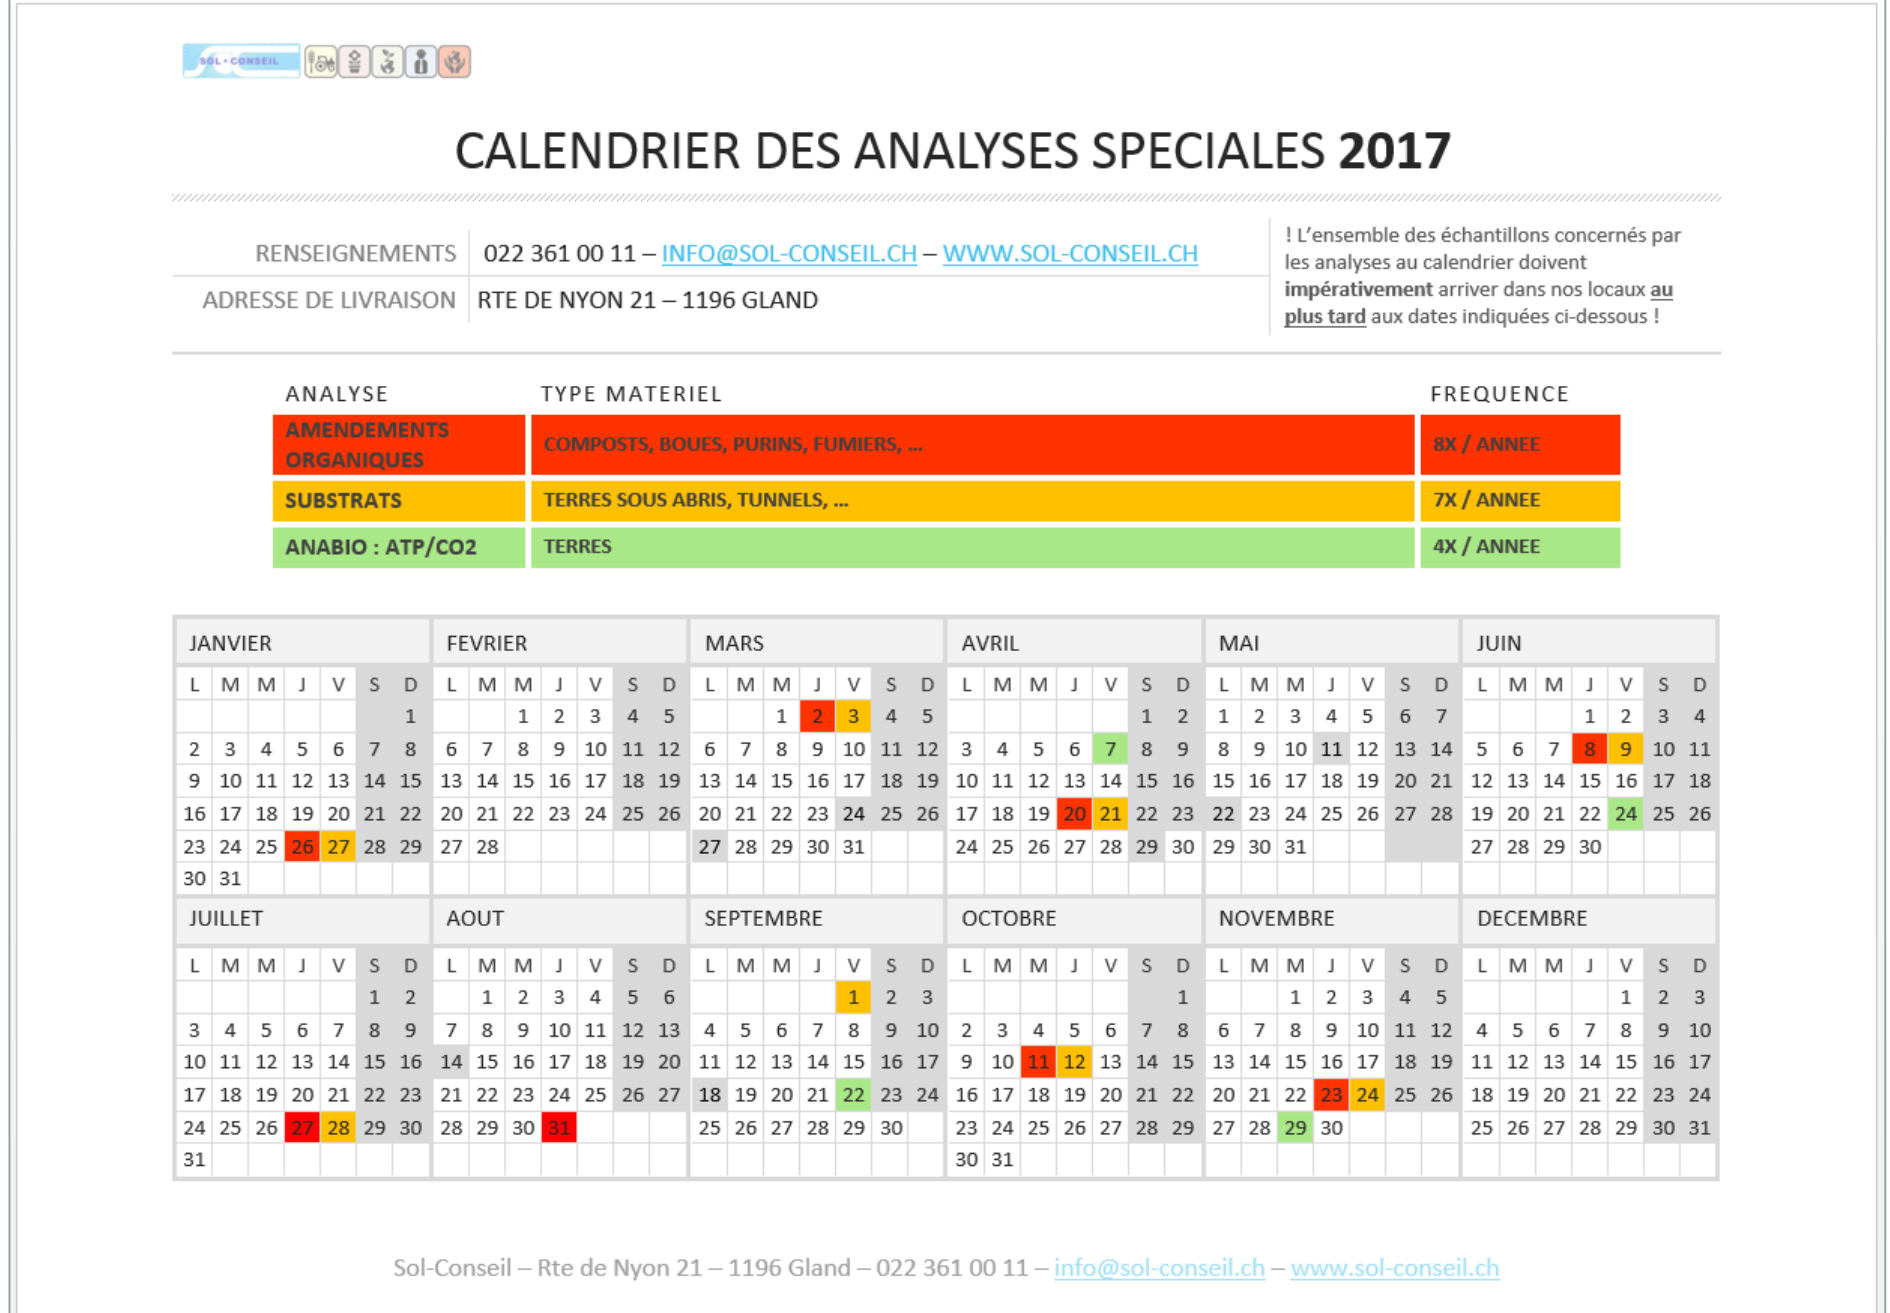 SOL•CONSEIL
CALENDRIER DES ANALYSES SPECIALES 2017
RENSEIGNEMENTS 022 361 00 11 – INFO@SOL-CONSEIL.CH – WWW.SOL-CONSEIL.CH
ADRESSE DE LIVRAISON RTE DE NYON 21 – 1196 GLAND
! L'ensemble des échantillons concernés par
les analyses au calendrier doivent
impérativement arriver dans nos locaux au
plus tard aux dates indiquées ci-dessous !
ANALYSE TYPE MATERIEL FREQUENCE
AMENDEMENTS
ORGANIQUES
COMPOSTS, BOUES, PURINS, FUMIERS, ... 8X / ANNEE
SUBSTRATS TERRES SOUS ABRIS, TUNNELS, ... 7X / ANNEE
ANABIO : ATP/CO2 TERRES 4X / ANNEE
JANVIER FEVRIER MARS AVRIL MAI JUIN
L M M J V S D L M M J V S D L M M J V S D L M M J V S D L M M J V S D L M M J V S D
1 1 2 3 4 5 1 2 3 4 5 1 2 1 2 3 4 5 6 7 1 2 3 4
2 3 4 5 6 7 8 6 7 8 9 10 11 12 6 7 8 9 10 11 12 3 4 5 6 7 8 9 8 9 10 11 12 13 14 5 6 7 8 9 10 11
9 10 11 12 13 14 15 13 14 15 16 17 18 19 13 14 15 16 17 18 19 10 11 12 13 14 15 16 15 16 17 18 19 20 21 12 13 14 15 16 17 18
16 17 18 19 20 21 22 20 21 22 23 24 25 26 20 21 22 23 24 25 26 17 18 19 20 21 22 23 22 23 24 25 26 27 28 19 20 21 22 24 25 26
23 24 25 26 27 28 29 27 28 27 28 29 30 31 24 25 26 27 28 29 30 29 30 31 27 28 29 30
30 31
JUILLET AOUT SEPTEMBRE OCTOBRE NOVEMBRE DECEMBRE
L M M J V S D L M M J V S D L M M J V S D L M M J V S D L M M J V S D L M M J V S D
1 2 1 2 3 4 5 6 1 2 3 1 1 2 3 4 5 1 2 3
3 4 5 6 7 8 9 7 8 9 10 11 12 13 4 5 6 7 8 9 10 2 3 4 5 6 7 8 6 7 8 9 10 11 12 4 5 6 7 8 9 10
10 11 12 13 14 15 16 14 15 16 17 18 19 20 11 12 13 14 15 16 17 9 10 11 12 13 14 15 13 14 15 16 17 18 19 11 12 13 14 15 16 17
17 18 19 20 21 22 23 21 22 23 24 25 26 27 18 19 20 21 22 23 24 16 17 18 19 20 21 22 20 21 22 23 24 25 26 18 19 20 21 22 23 24
24 25 26 27 28 29 30 28 29 30 31 25 26 27 28 29 30 23 24 25 26 27 28 29 27 28 29 30 25 26 27 28 29 30 31
31 30 31
Sol-Conseil – Rte de Nyon 21 – 1196 Gland – 022 361 00 11 – info@sol-conseil.ch – www.sol-conseil.ch